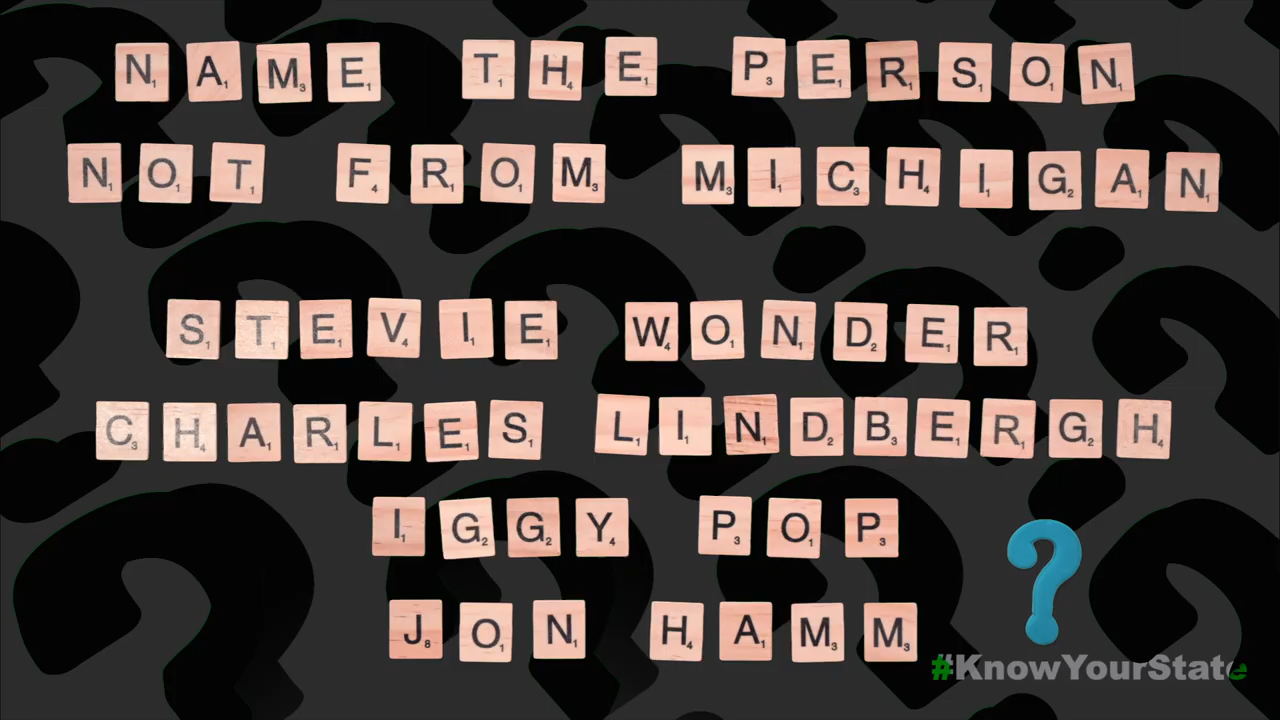 NAME THE PERSON
NOT FROM MICHIGAN
STEVIE WONDER
CHARLES LINDBERGH
IGGY POP
JON HAMM
?
#KnowYourState